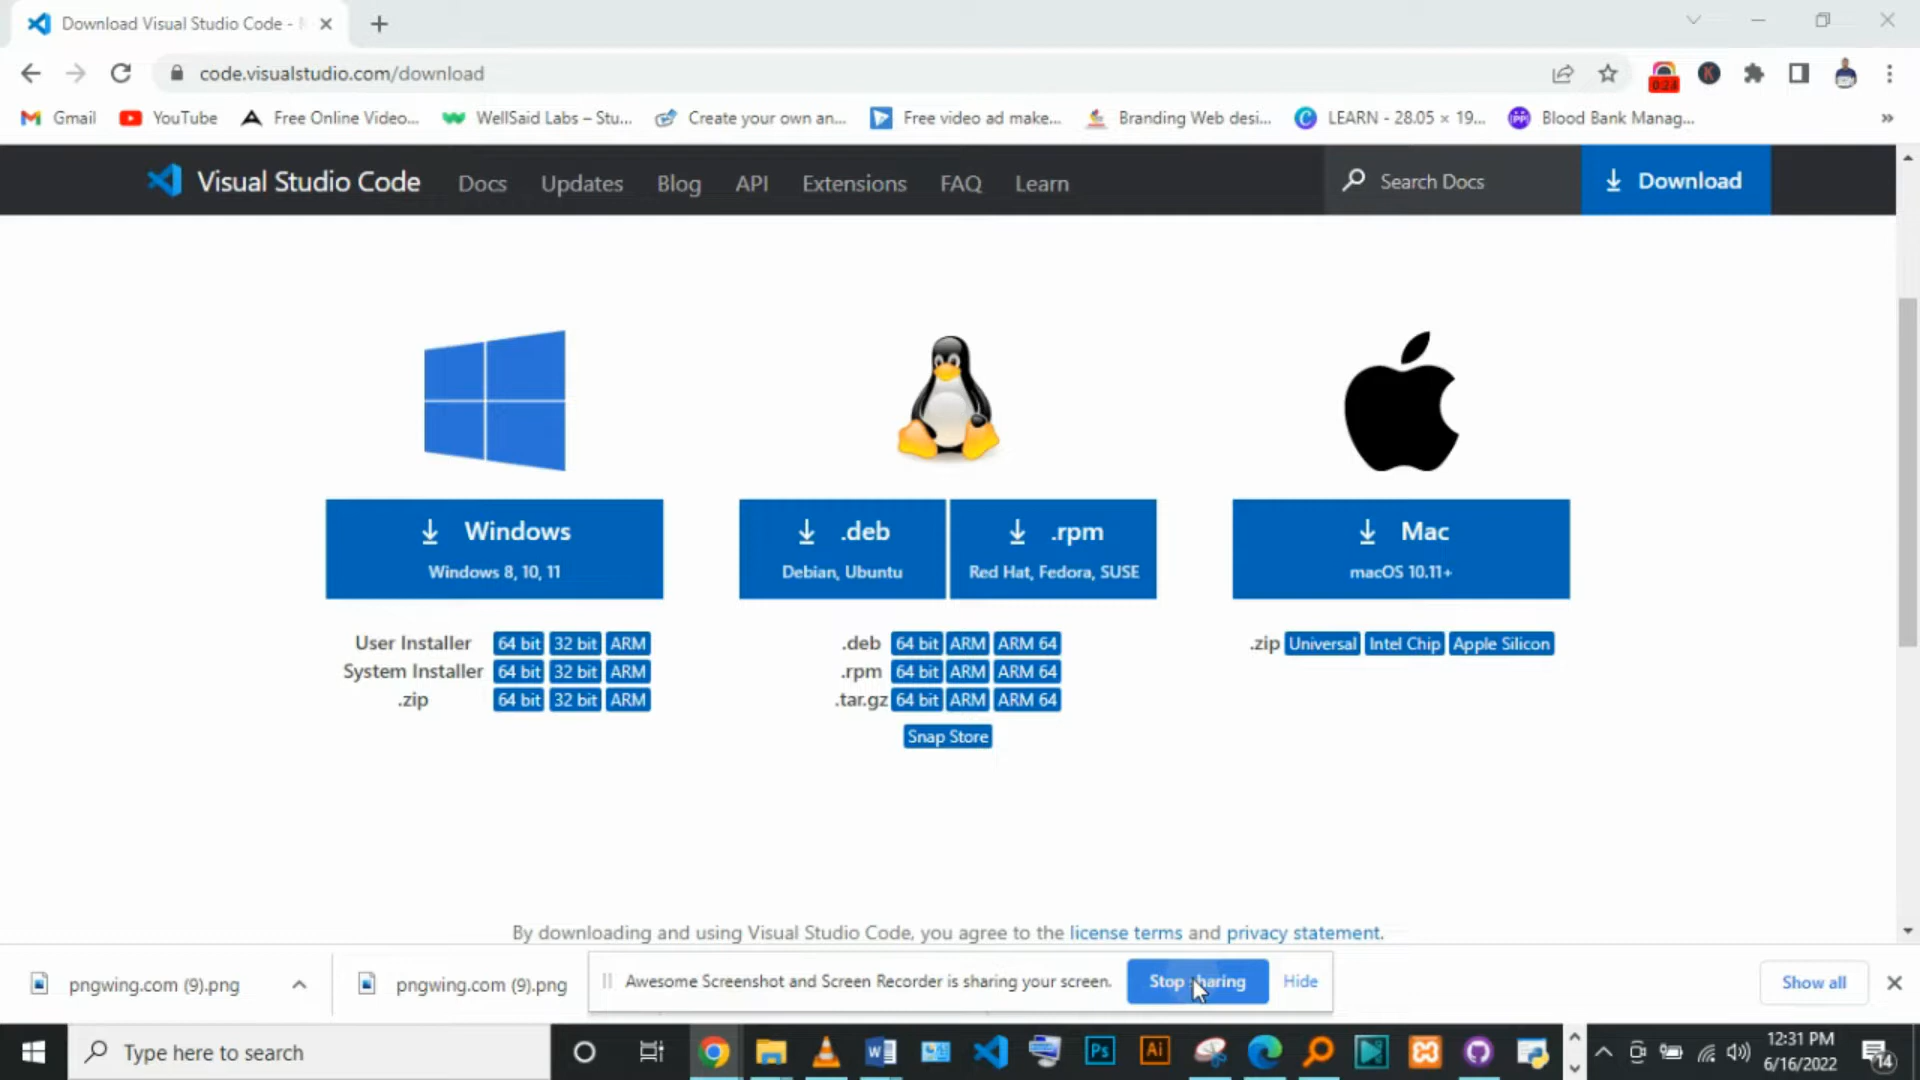 Download Visual Studio Code -
code.visualstudio.com/download
0:24
K
Gmail
YouTube
Free Online Video...
WellSaid Labs – Stu...
Create your own an...
Free video ad make...
Branding Web desi...
LEARN - 28.05 × 19...
Blood Bank Manag...
»
Visual Studio Code
Docs
Updates
Blog
API
Extensions
FAQ
Learn
Search Docs
Download
Windows
Windows 8, 10, 11
.deb
Debian, Ubuntu
.rpm
Red Hat, Fedora, SUSE
Mac
macOS 10.11+
User Installer 64 bit 32 bit ARM
System Installer 64 bit 32 bit ARM
.zip 64 bit 32 bit ARM
.deb 64 bit ARM ARM 64
.rpm 64 bit ARM ARM 64
.tar.gz 64 bit ARM ARM 64
Snap Store
.zip Universal Intel Chip Apple Silicon
By downloading and using Visual Studio Code, you agree to the license terms and privacy statement.
pngwing.com (9).png
pngwing.com (9).png
Awesome Screenshot and Screen Recorder is sharing your screen.
Stop sharing
Hide
Show all
Type here to search
Ps
Ai
12:31 PM
6/16/2022
14